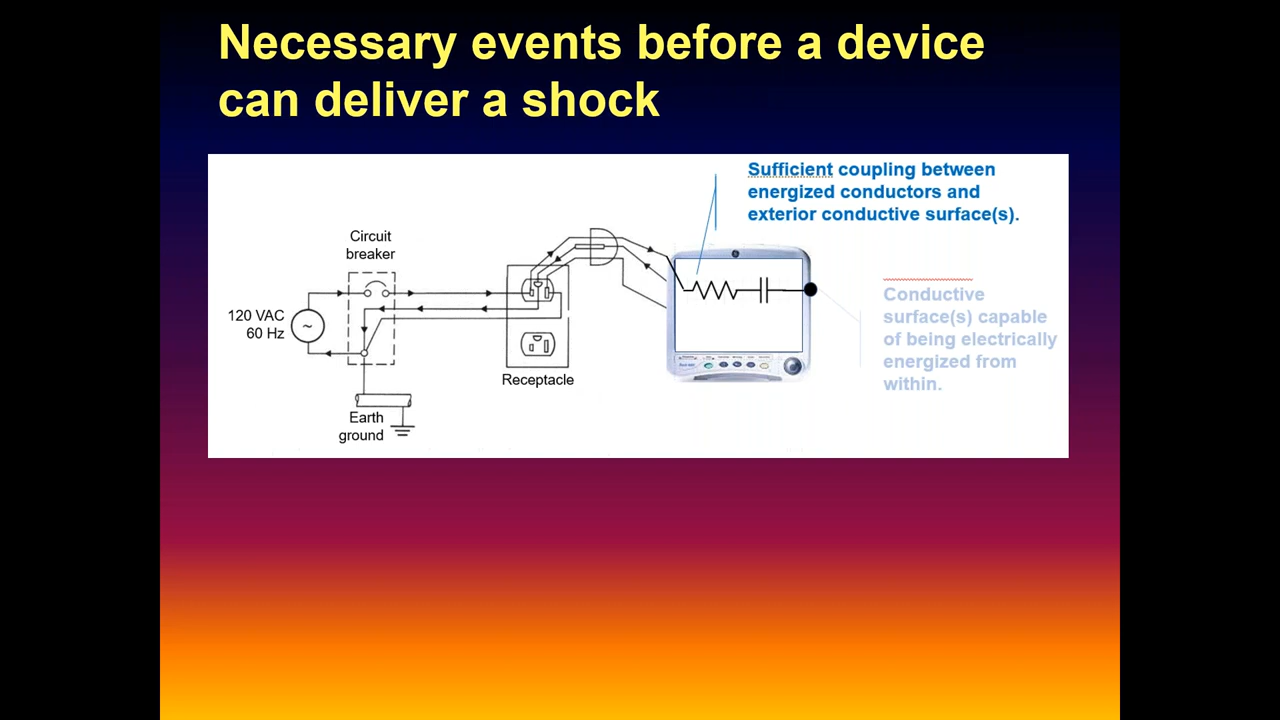 Necessary events before a device
can deliver a shock
Sufficient coupling between
energized conductors and
exterior conductive surface(s).
Circuit
breaker
120 VAC
60 Hz
~
Receptacle
Earth
ground
Conductive
surface(s) capable
of being electrically
energized from
within.